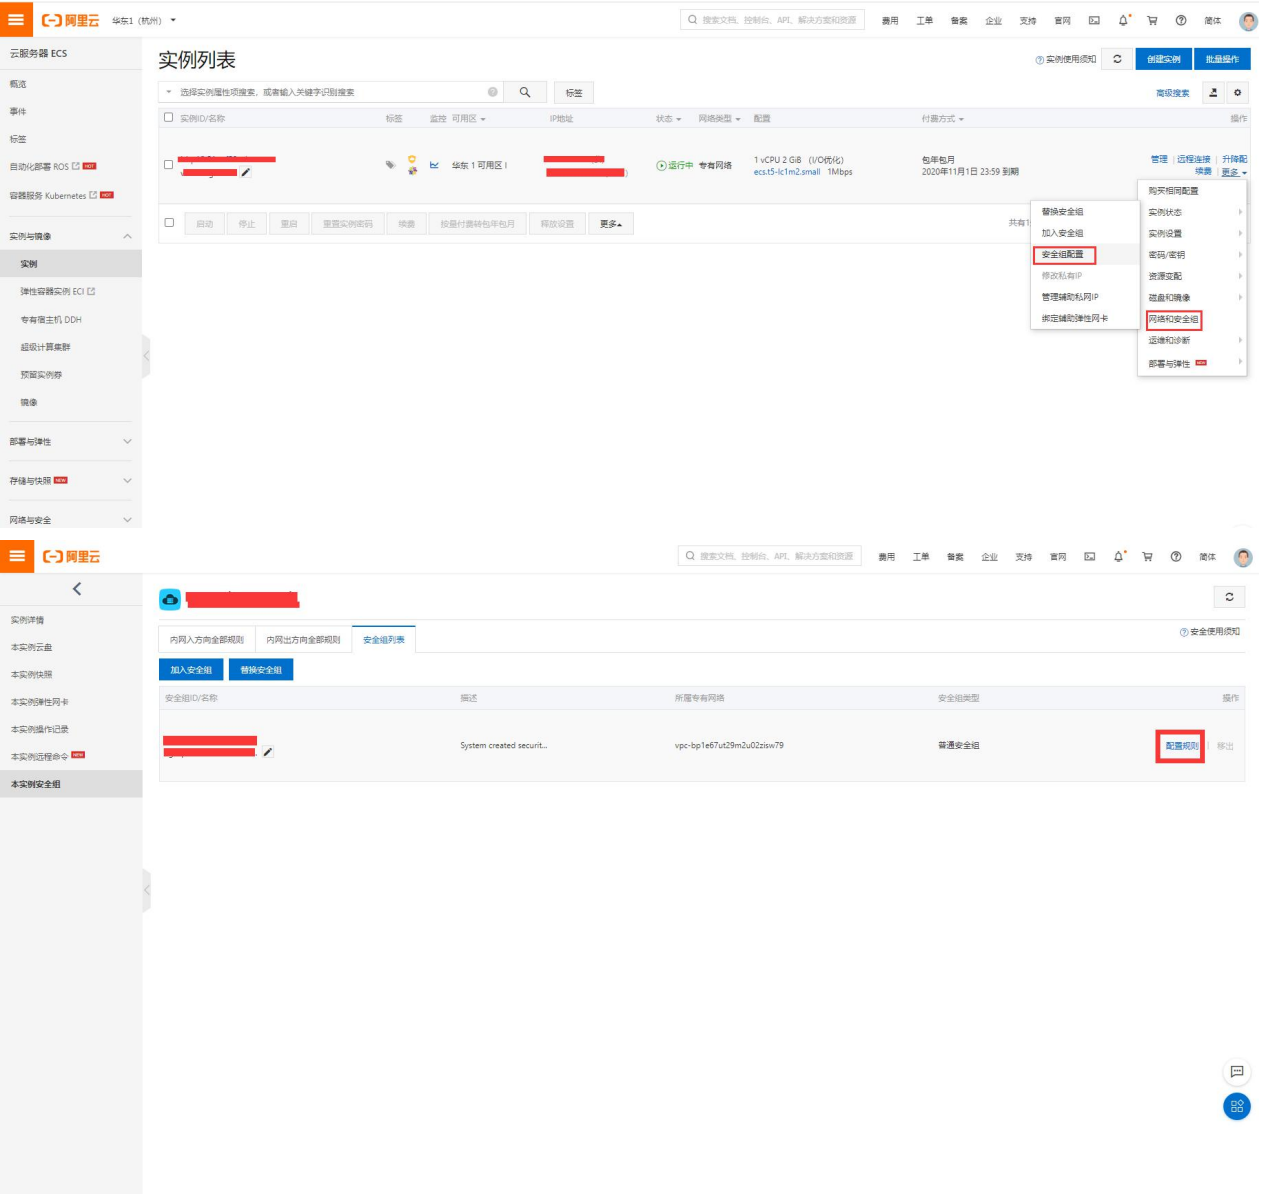 阿里云 华东1（杭州） 搜索文档、控制台、API、解决方案和资源 费用 工单 备案 企业 支持 官网 简体
云服务器 ECS
概览
事件
标签
自动化部署 ROS HOT
容器服务 Kubernetes HOT
实例与镜像
实例
弹性容器实例 ECI
专有宿主机 DDH
超级计算集群
预留实例券
镜像
部署与弹性
存储与快照 NEW
网络与安全
实例列表 实例使用须知 创建实例 批量操作
选择实例属性项搜索，或者输入关键字识别搜索 标签 高级搜索
实例ID/名称 标签 监控 可用区 IP地址 状态 网络类型 配置 付费方式 操作
华东 1 可用区 I 运行中 专有网络 1 vCPU 2 GiB （I/O优化） 包年包月 管理 | 远程连接 | 升降配
ecs.t5-lc1m2.small 1Mbps 2020年11月1日 23:59 到期 续费 | 更多
启动 停止 重启 重置实例密码 续费 按量付费转包年包月 释放设置 更多 共有1
替换安全组
加入安全组
安全组配置
修改私有IP
管理辅助私网IP
绑定辅助弹性网卡
购买相同配置
实例状态
实例设置
密码/密钥
资源变配
磁盘和镜像
网络和安全组
运维和诊断
部署与弹性 NEW
阿里云 搜索文档、控制台、API、解决方案和资源 费用 工单 备案 企业 支持 官网 简体
实例详情
本实例云盘
本实例快照
本实例弹性网卡
本实例操作记录
本实例远程命令 NEW
本实例安全组
内网入方向全部规则 内网出方向全部规则 安全组列表 安全使用须知
加入安全组 替换安全组
安全组ID/名称 描述 所属专有网络 安全组类型 操作
System created securit... vpc-bp1e67ut29m2u02zisw79 普通安全组 配置规则 | 移出